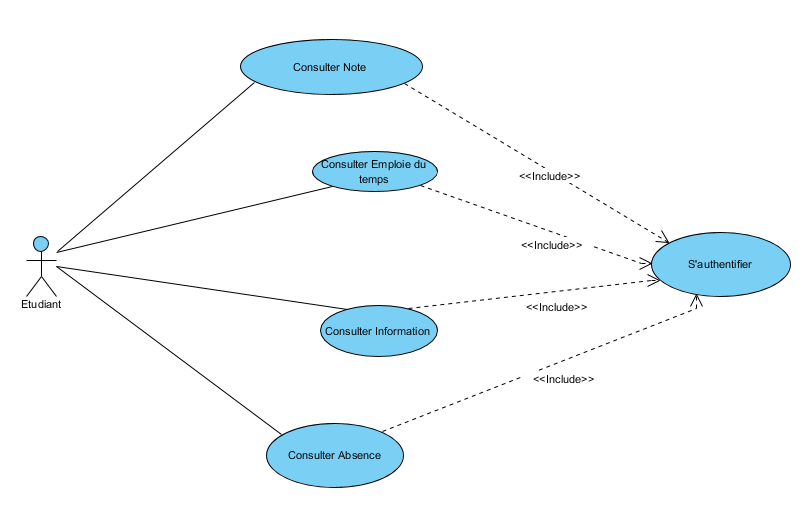 Consulter Note
Consulter Emploie du
temps
<<Include>>
<<Include>>
S'authentifier
Etudiant
<<Include>>
Consulter Information
<<Include>>
Consulter Absence